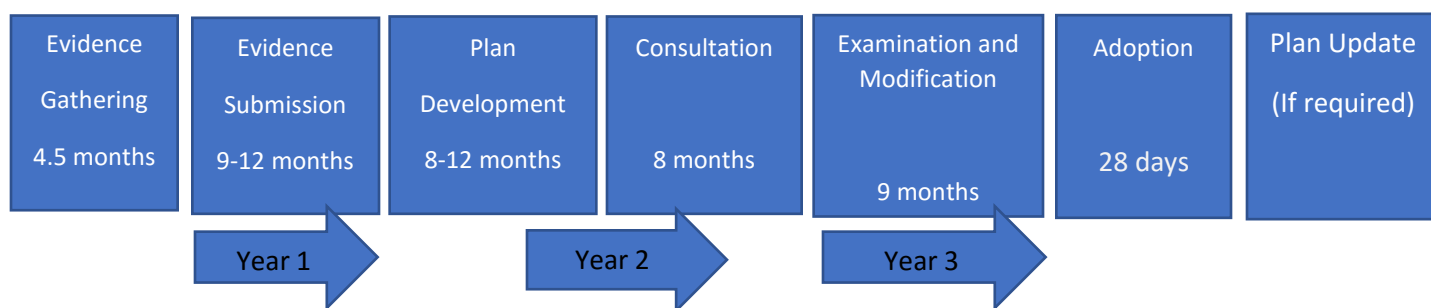 Evidence
Gathering
4.5 months
Evidence
Submission
9-12 months
Plan
Development
8-12 months
Consultation
8 months
Examination and
Modification
9 months
Adoption
28 days
Plan Update
(If required)
Year 1
Year 2
Year 3